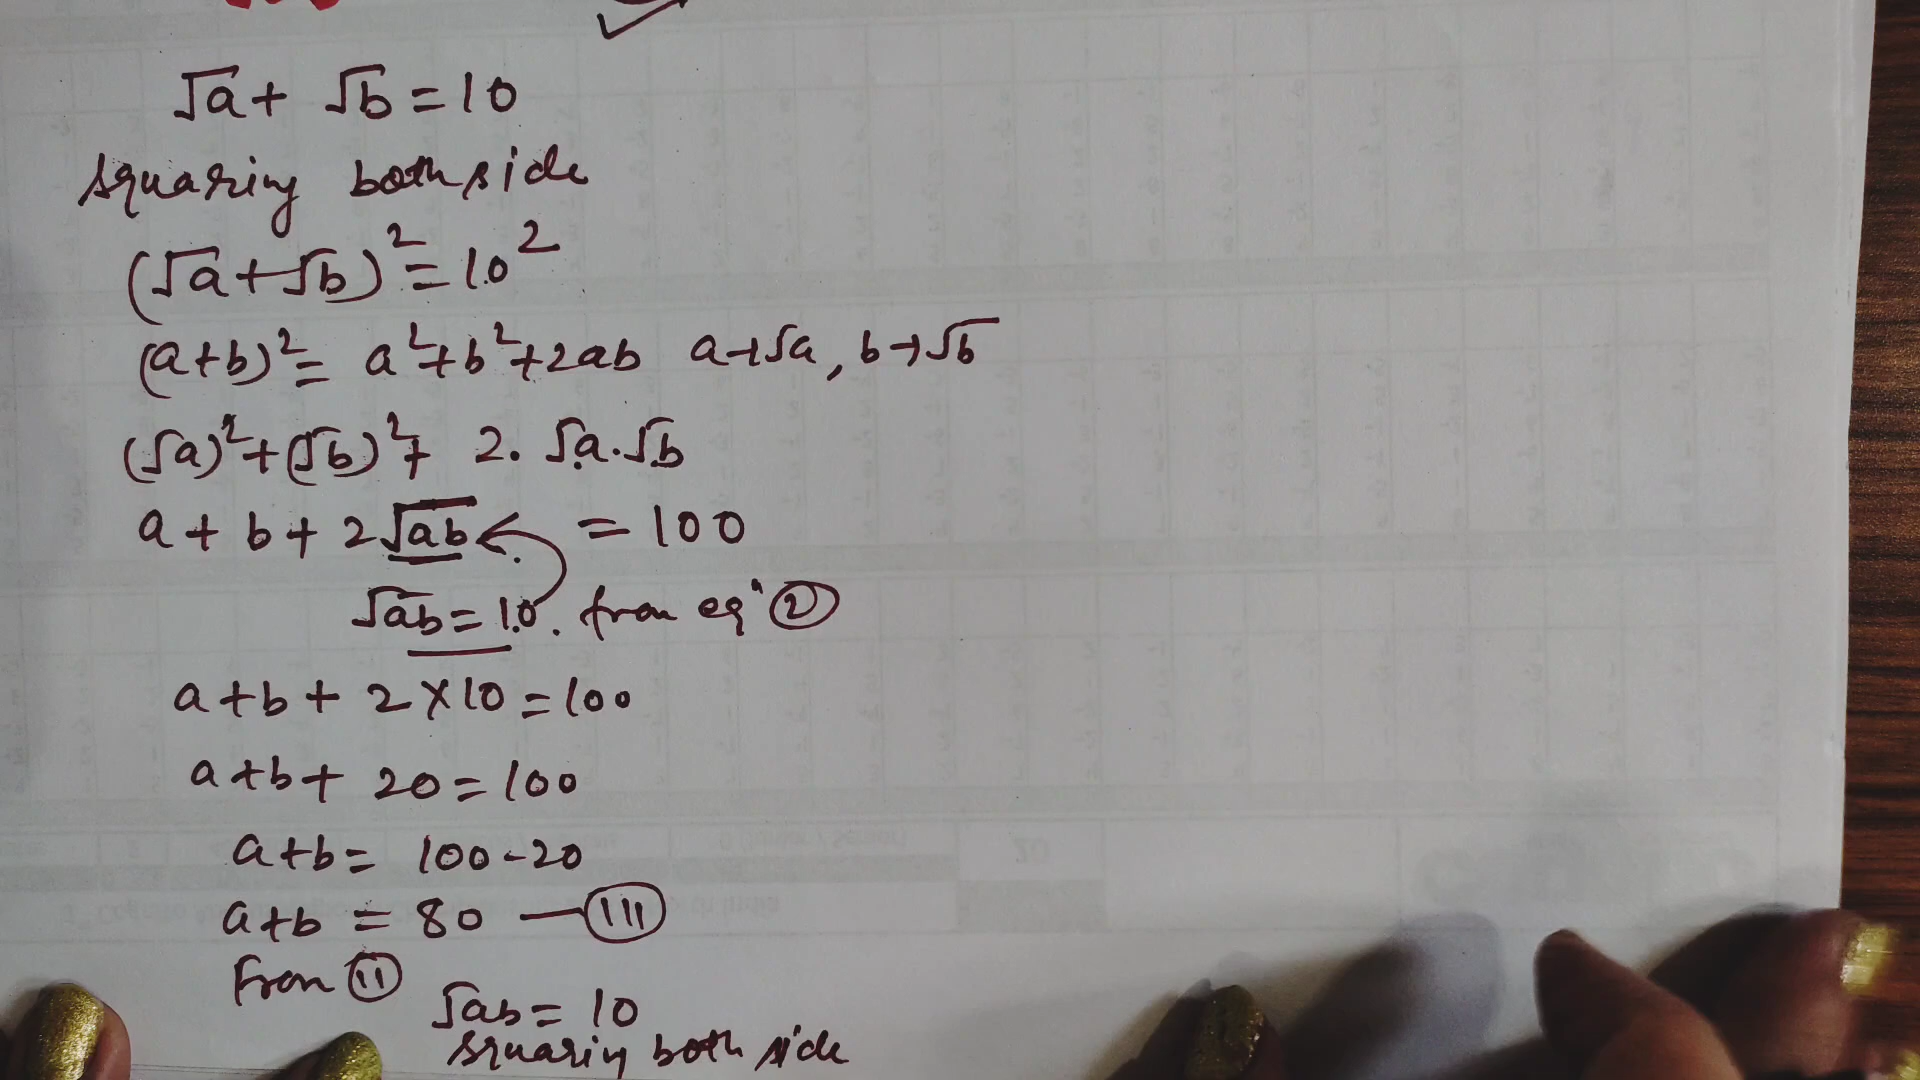 √a + √b = 10
squaring both side
(√a + √b)² = 10²
(a+b)² = a² + b² + 2ab a→√a, b→√b
(√a)² + (√b)² + 2. √a.√b
a + b + 2√ab = 100
√ab = 10. from eqⁿ ②
a + b + 2 × 10 = 100
a + b + 20 = 100
a + b = 100 - 20
a + b = 80 — (III)
From (II)
√ab = 10
squaring both side